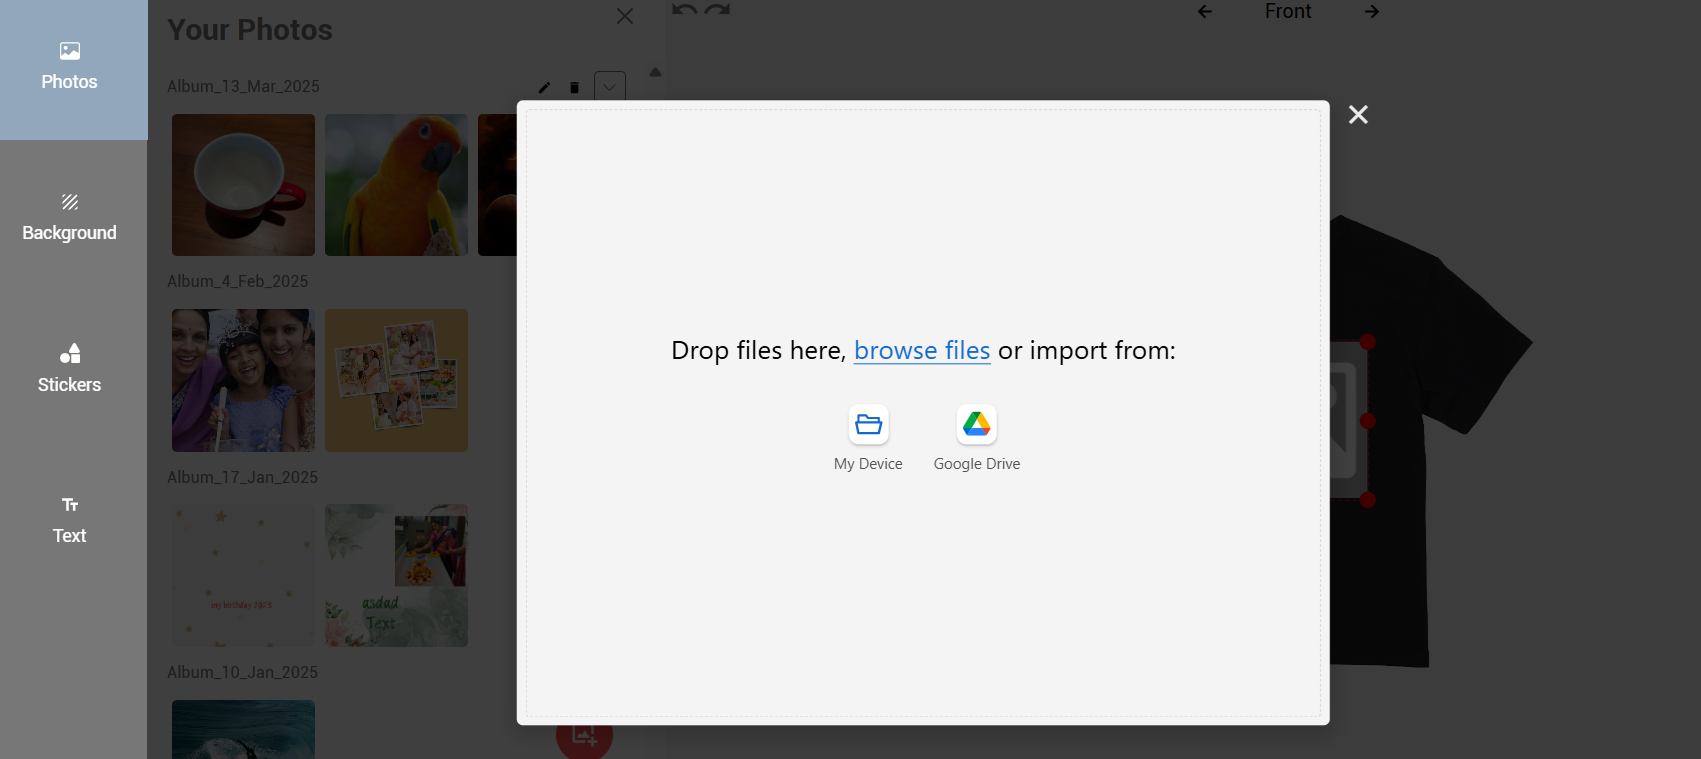 Photos
Background
Stickers
Text
Your Photos
Album_13_Mar_2025
Album_4_Feb_2025
Album_17_Jan_2025
my birthday 2025
asdad
Text
Album_10_Jan_2025
Front
Drop files here, browse files or import from:
My Device
Google Drive